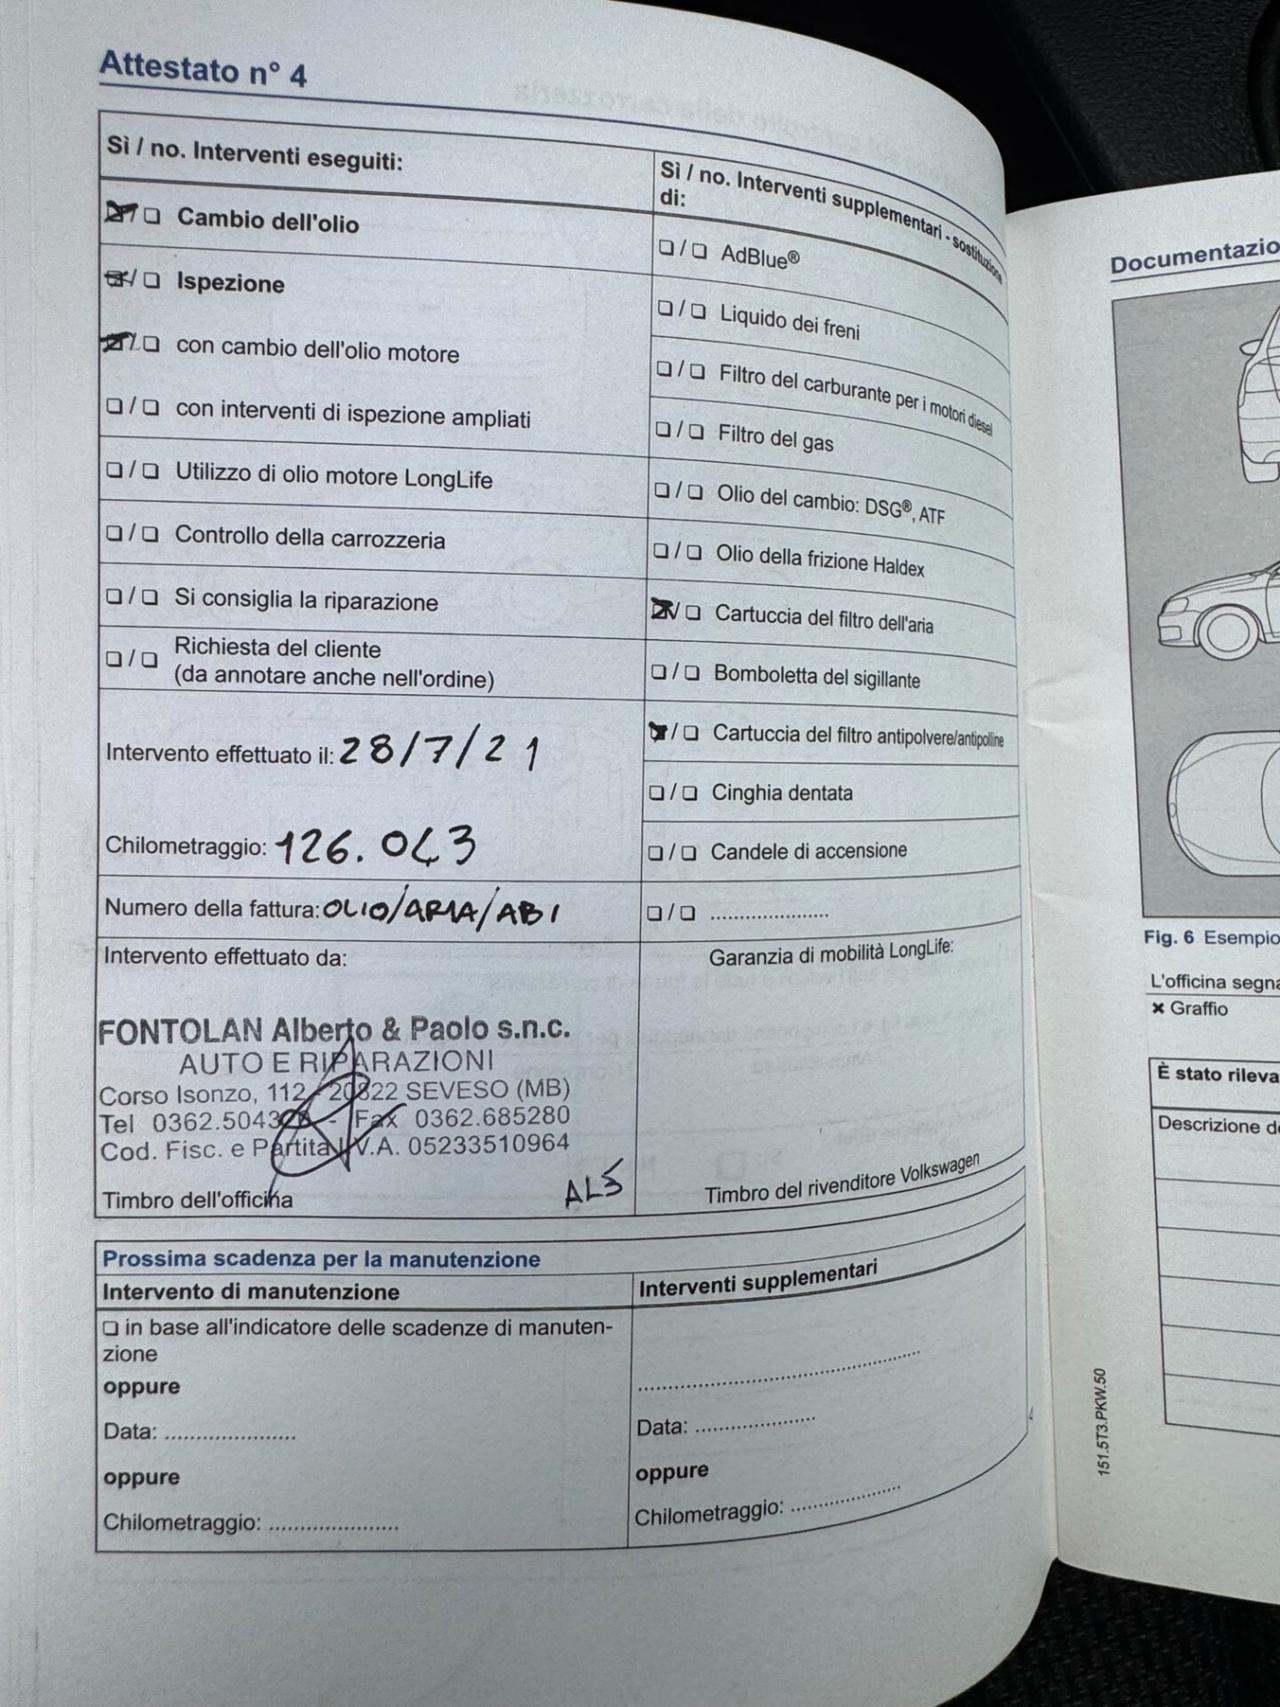 Attestato n° 4
Sì / no. Interventi eseguiti:
Cambio dell'olio
Ispezione
con cambio dell'olio motore
con interventi di ispezione ampliati
Utilizzo di olio motore LongLife
Controllo della carrozzeria
Si consiglia la riparazione
Richiesta del cliente
(da annotare anche nell'ordine)
Intervento effettuato il: 28/7/21
Chilometraggio: 126.043
Numero della fattura: OLIO/ARIA/ABI
Intervento effettuato da:
FONTOLAN Alberto & Paolo s.n.c.
AUTO E RIPARAZIONI
Corso Isonzo, 112 - 20822 SEVESO (MB)
Tel 0362.504 - Fax 0362.685280
Cod. Fisc. e Partita I.V.A. 05233510964
Timbro dell'officina
Sì / no. Interventi supplementari - sostituzione
di:
AdBlue®
Liquido dei freni
Filtro del carburante per i motori diesel
Filtro del gas
Olio del cambio: DSG®, ATF
Olio della frizione Haldex
Cartuccia del filtro dell'aria
Bomboletta del sigillante
Cartuccia del filtro antipolvere/antipolline
Cinghia dentata
Candele di accensione
.....................
Garanzia di mobilità LongLife:
Timbro del rivenditore Volkswagen
Prossima scadenza per la manutenzione
Intervento di manutenzione
in base all'indicatore delle scadenze di manuten-
zione
oppure
Data: .....................
oppure
Chilometraggio: .....................
Interventi supplementari
Data: .....................
oppure
Chilometraggio: .....................
Documentazio
Fig. 6 Esempio
L'officina segna
× Graffio
È stato rileva
Descrizione de
151.5T3.PKW.50